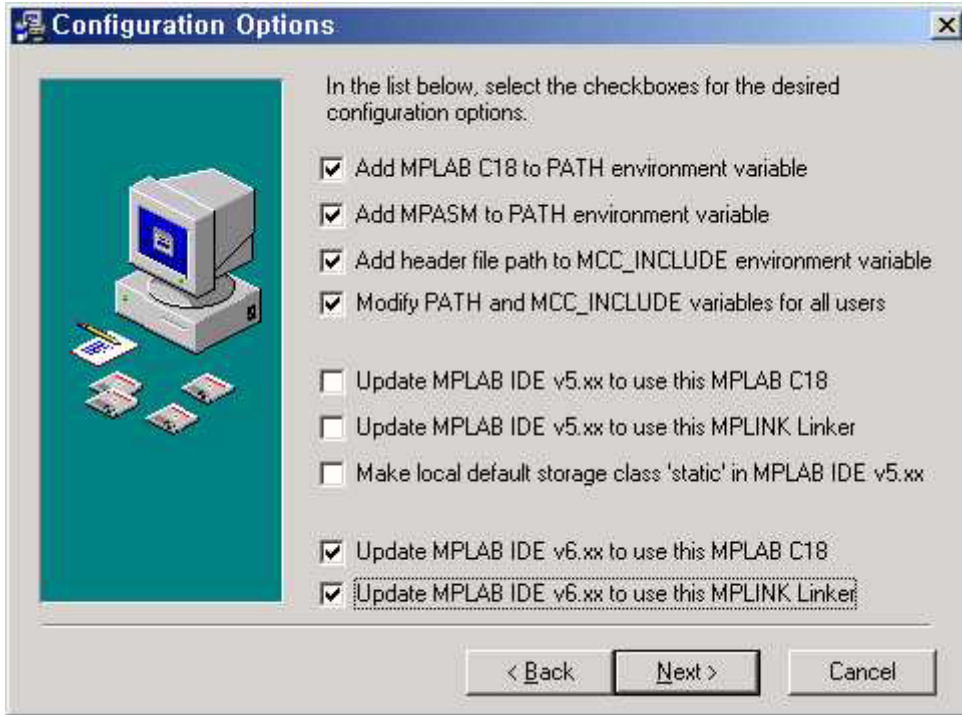 Configuration Options
In the list below, select the checkboxes for the desired
configuration options.
Add MPLAB C18 to PATH environment variable
Add MPASM to PATH environment variable
Add header file path to MCC_INCLUDE environment variable
Modify PATH and MCC_INCLUDE variables for all users
Update MPLAB IDE v5.xx to use this MPLAB C18
Update MPLAB IDE v5.xx to use this MPLINK Linker
Make local default storage class 'static' in MPLAB IDE v5.xx
Update MPLAB IDE v6.xx to use this MPLAB C18
Update MPLAB IDE v6.xx to use this MPLINK Linker
< Back
Next >
Cancel